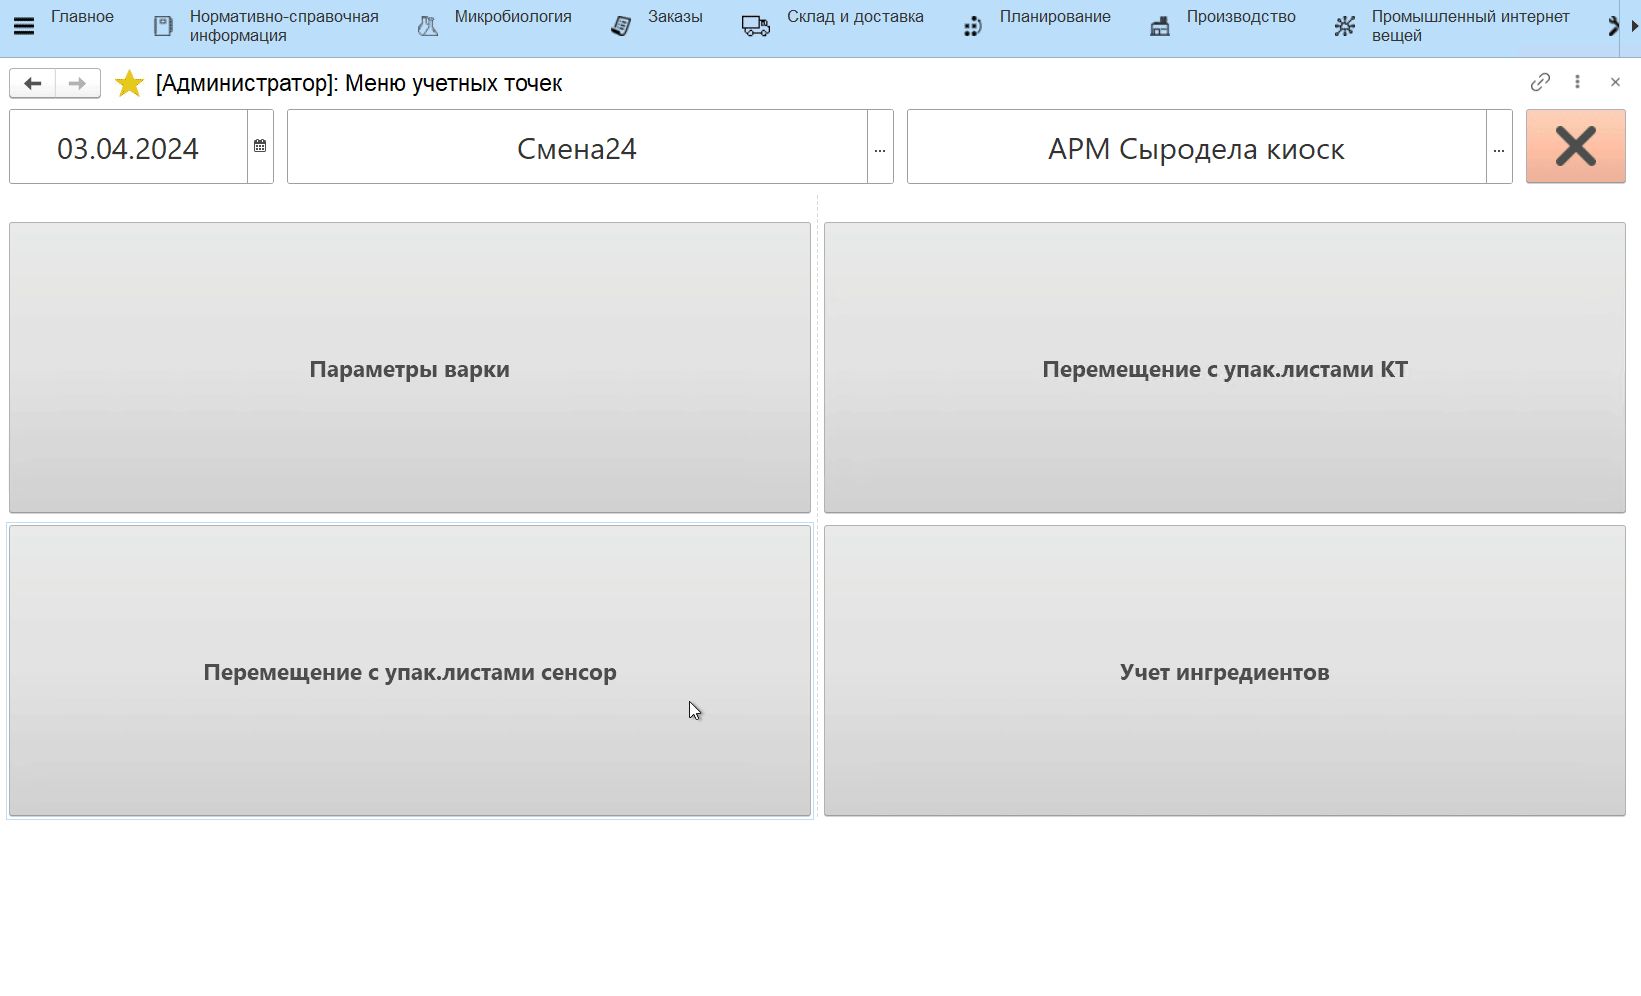 Главное
Нормативно-справочная
информация
Микробиология
Заказы
Склад и доставка
Планирование
Производство
Промышленный интернет
вещей
[Администратор]: Меню учетных точек
03.04.2024
Смена24
...
АРМ Сыродела киоск
...
Параметры варки
Перемещение с упак.листами КТ
Перемещение с упак.листами сенсор
Учет ингредиентов